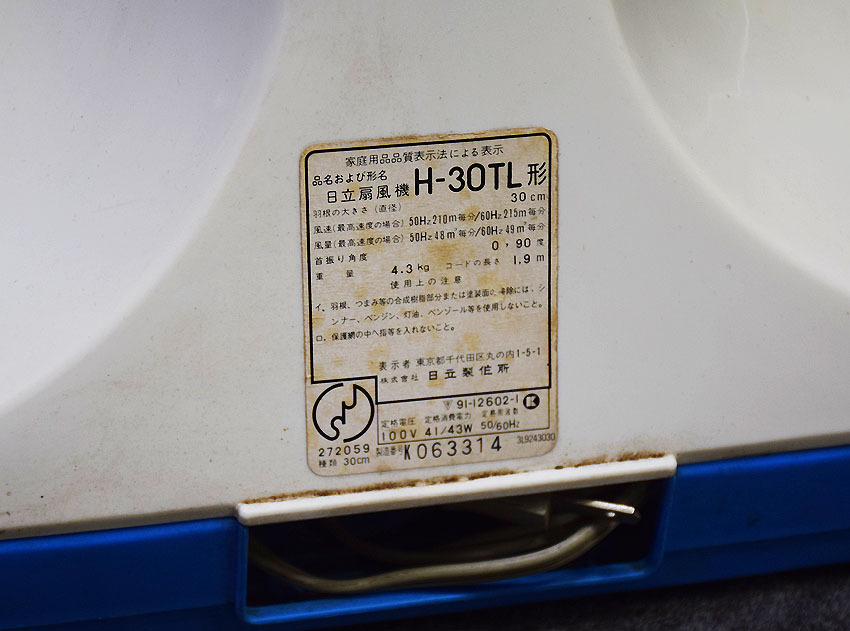 家庭用品品質表示法による表示
品名および形名
日立扇風機 H-30TL形
羽根の大きさ(直径) 30cm
風速(最高速度の場合) 50Hz 210m毎分/60Hz 215m毎分
風量(最高速度の場合) 50Hz 48m³毎分/60Hz 49m³毎分
首振り角度 0,90度
重量 4.3kg コードの長さ 1.9m
使用上の注意
イ.羽根、つまみ等の合成樹脂部分または塗装面の掃除には、シ
ンナー、ベンジン、灯油、ベンゾール等を使用しないこと。
ロ.保護網の中へ指等を入れないこと。
表示者 東京都千代田区丸の内1-5-1
株式會社 日立製作所
〒 91-12602-1 K
定格電圧 定格消費電力 定格周波数
100V 41/43W 50/60Hz
272059
種類 30cm
製造番号 K063314
3L9243030